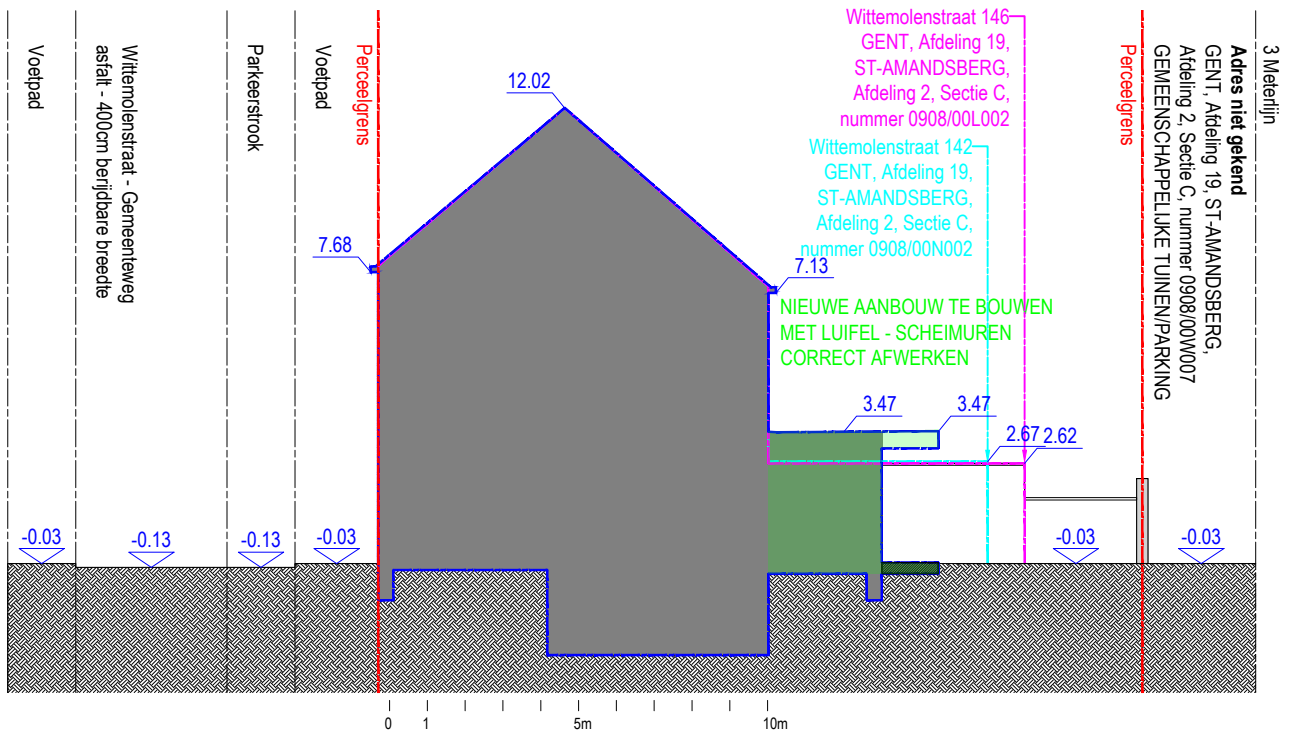 Voetpad
Wittemolenstraat - Gemeenteweg
asfalt - 400cm berijdbare breedte
Parkeerstrook
Voetpad
Perceelgrens
12.02
7.68
7.13
Wittemolenstraat 146
GENT, Afdeling 19,
ST-AMANDSBERG,
Afdeling 2, Sectie C,
nummer 0908/00L002
Wittemolenstraat 142
GENT, Afdeling 19,
ST-AMANDSBERG,
Afdeling 2, Sectie C,
nummer 0908/00N002
NIEUWE AANBOUW TE BOUWEN
MET LUIFEL - SCHEIMUREN
CORRECT AFWERKEN
Perceelgrens
3 Meterlijn
Adres niet gekend
GENT, Afdeling 19, ST-AMANDSBERG,
Afdeling 2, Sectie C, nummer 0908/00W007
GEMEENSCHAPPELIJKE TUINEN/PARKING
3.47
3.47
2.67
2.62
-0.03
-0.13
-0.13
-0.03
-0.03
-0.03
0
1
5m
10m